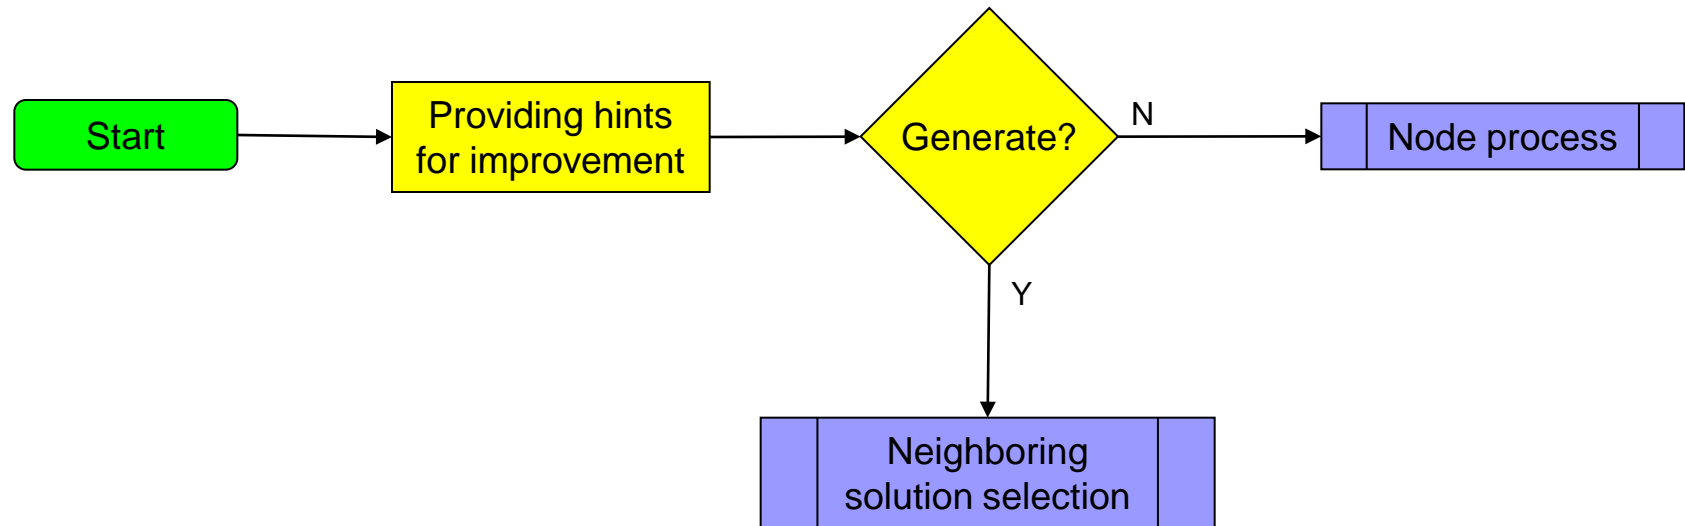 Start
Providing hints
for improvement
Generate?
N
Node process
Y
Neighboring
solution selection